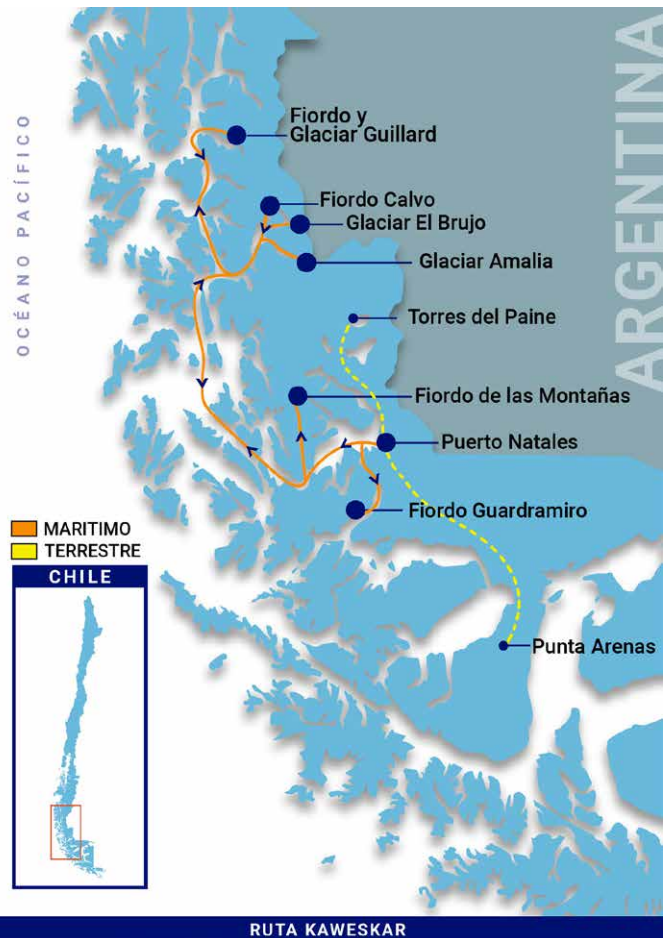 OCÉANO PACÍFICO
ARGENTINA
Fiordo y
Glaciar Guillard
Fiordo Calvo
Glaciar El Brujo
Glaciar Amalia
Torres del Paine
Fiordo de las Montañas
Puerto Natales
Fiordo Guardramiro
MARITIMO
TERRESTRE
CHILE
Punta Arenas
RUTA KAWESKAR